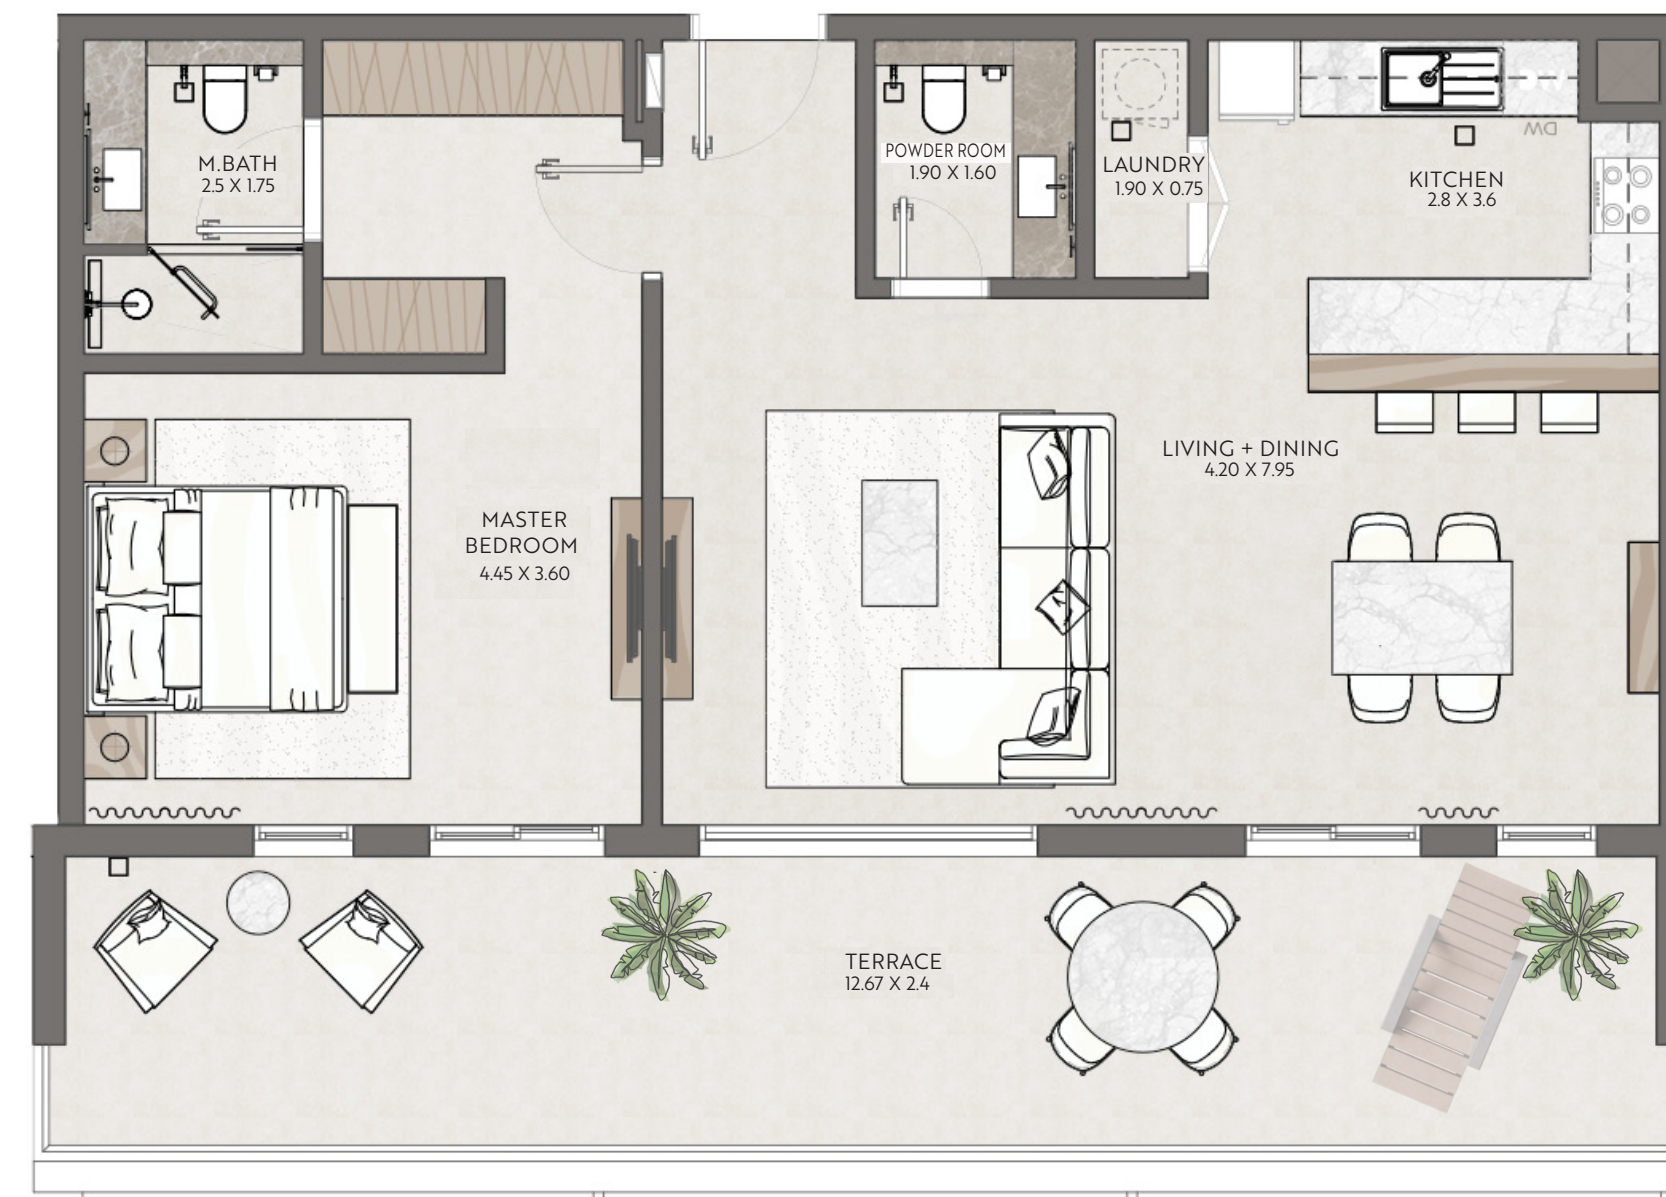 M.BATH
2.5 X 1.75
POWDER ROOM
1.90 X 1.60
LAUNDRY
1.90 X 0.75
DW
KITCHEN
2.8 X 3.6
LIVING + DINING
4.20 X 7.95
MASTER
BEDROOM
4.45 X 3.60
TERRACE
12.67 X 2.4